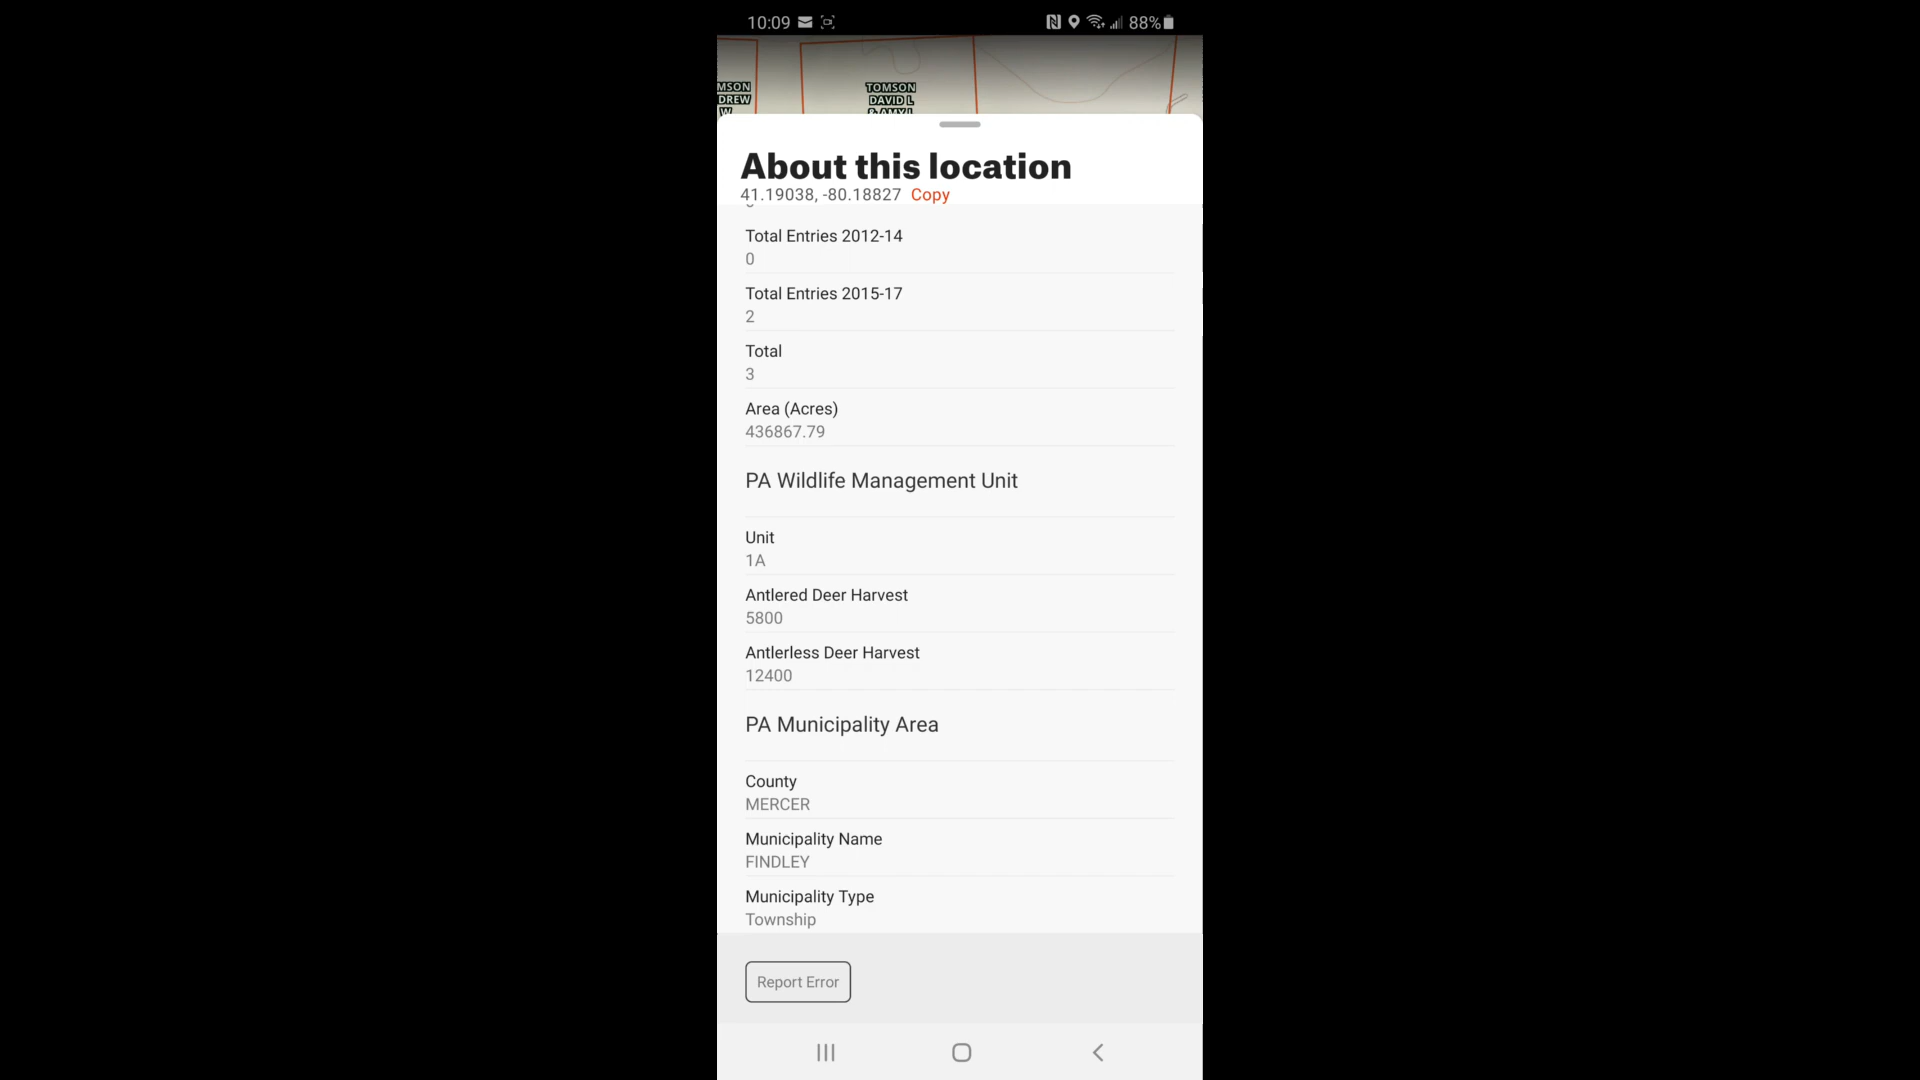 10:09 88%
MSON
DREW
W
TOMSON
DAVID L
& AMY L
About this location
41.19038, -80.18827 Copy
Total Entries 2012-14
0
Total Entries 2015-17
2
Total
3
Area (Acres)
436867.79
PA Wildlife Management Unit
Unit
1A
Antlered Deer Harvest
5800
Antlerless Deer Harvest
12400
PA Municipality Area
County
MERCER
Municipality Name
FINDLEY
Municipality Type
Township
Report Error